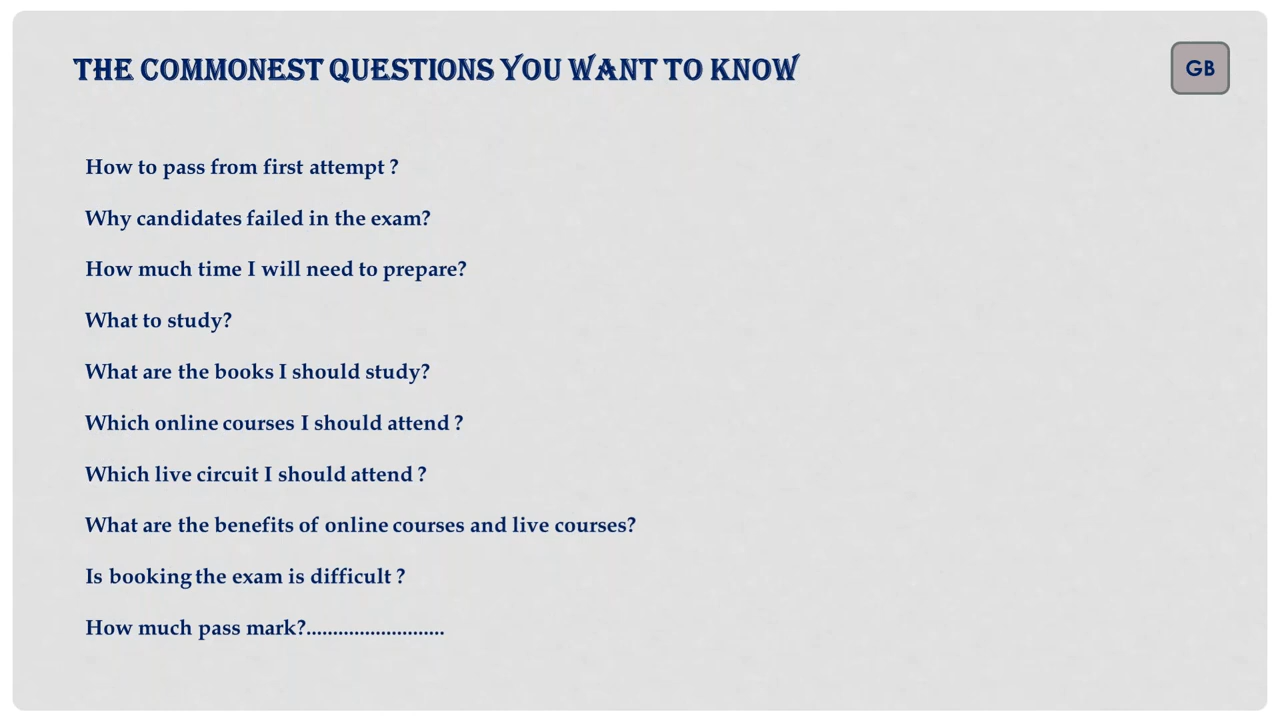 THE COMMONEST QUESTIONS YOU WANT TO KNOW
GB
How to pass from first attempt ?
Why candidates failed in the exam?
How much time I will need to prepare?
What to study?
What are the books I should study?
Which online courses I should attend ?
Which live circuit I should attend ?
What are the benefits of online courses and live courses?
Is booking the exam is difficult ?
How much pass mark?..........................